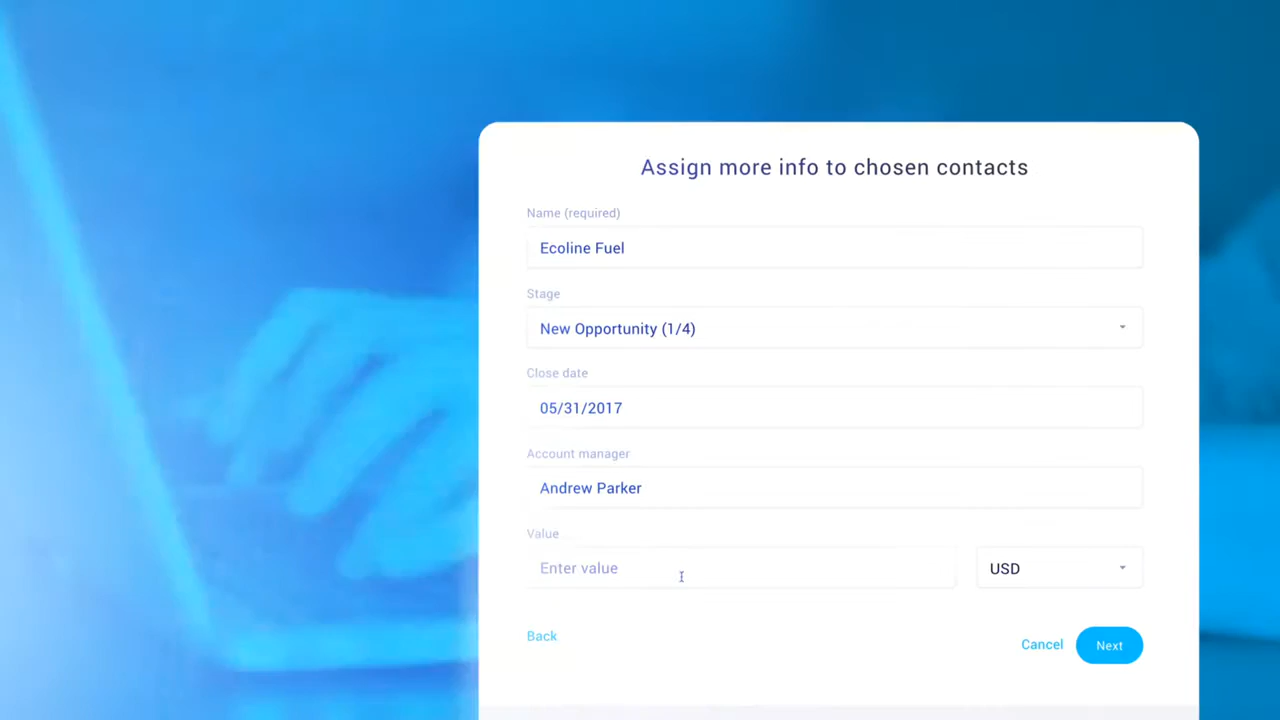 Assign more info to chosen contacts
Name (required)
Ecoline Fuel
Stage
New Opportunity (1/4)
Close date
05/31/2017
Account manager
Andrew Parker
Value
Enter value
USD
Back
Cancel
Next